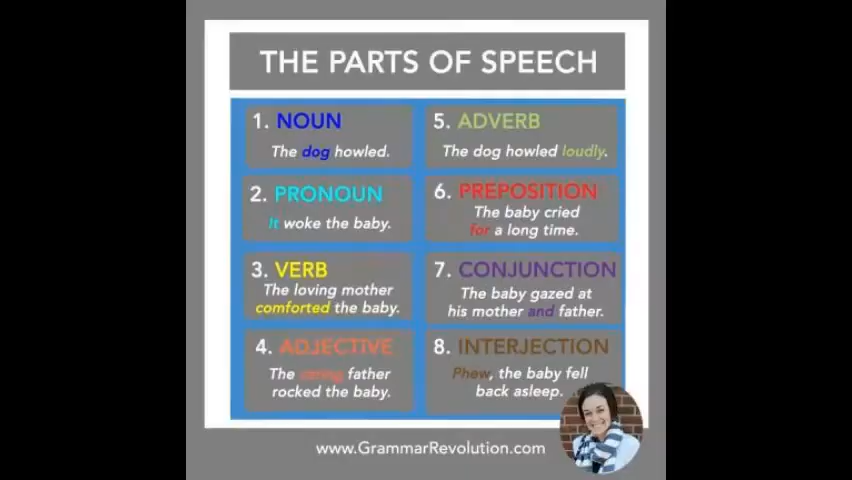 THE PARTS OF SPEECH
1. NOUN
The dog howled.
2. PRONOUN
It woke the baby.
3. VERB
The loving mother
comforted the baby.
4. ADJECTIVE
The caring father
rocked the baby.
5. ADVERB
The dog howled loudly.
6. PREPOSITION
The baby cried
for a long time.
7. CONJUNCTION
The baby gazed at
his mother and father.
8. INTERJECTION
Phew, the baby fell
back asleep.
www.GrammarRevolution.com